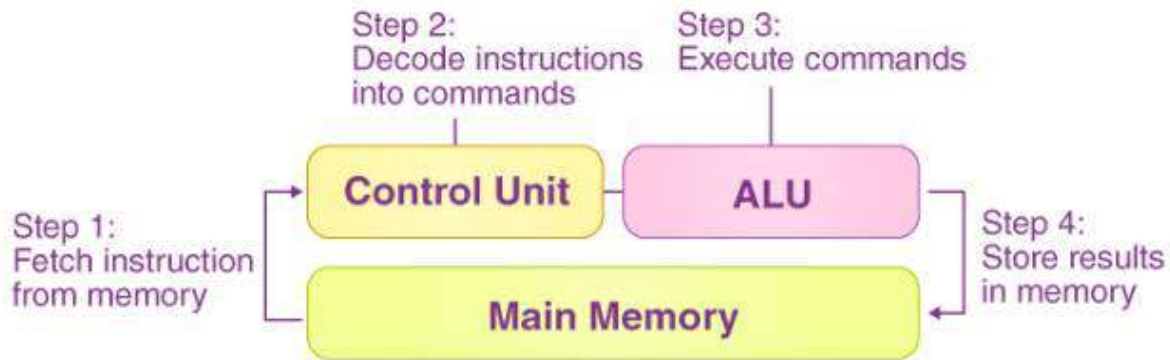 Step 2:
Decode instructions
into commands
Step 3:
Execute commands
Control Unit
ALU
Step 1:
Fetch instruction
from memory
Step 4:
Store results
in memory
Main Memory